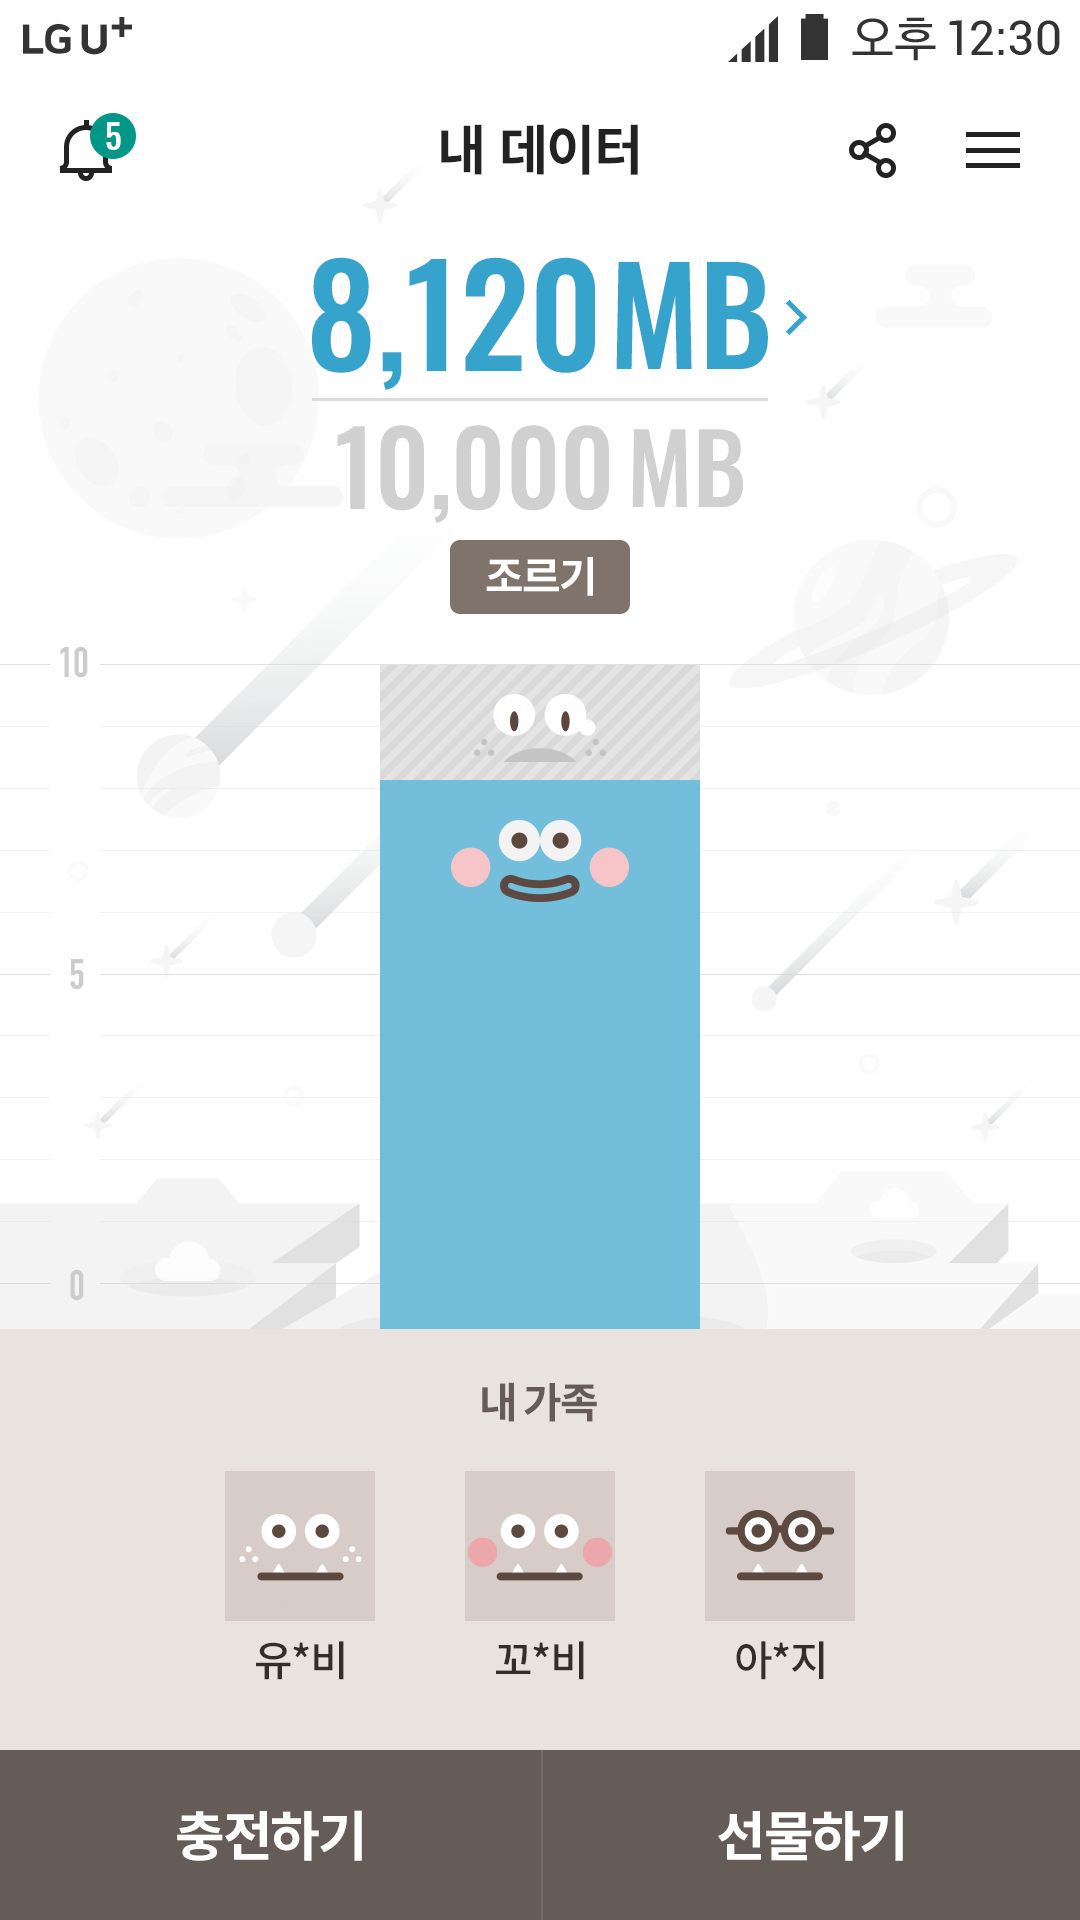 LG U+ 오후 12:30
5 내 데이터
8,120 MB
10,000 MB
조르기
10
5
0
내 가족
유*비 꼬*비 아*지
충전하기 선물하기